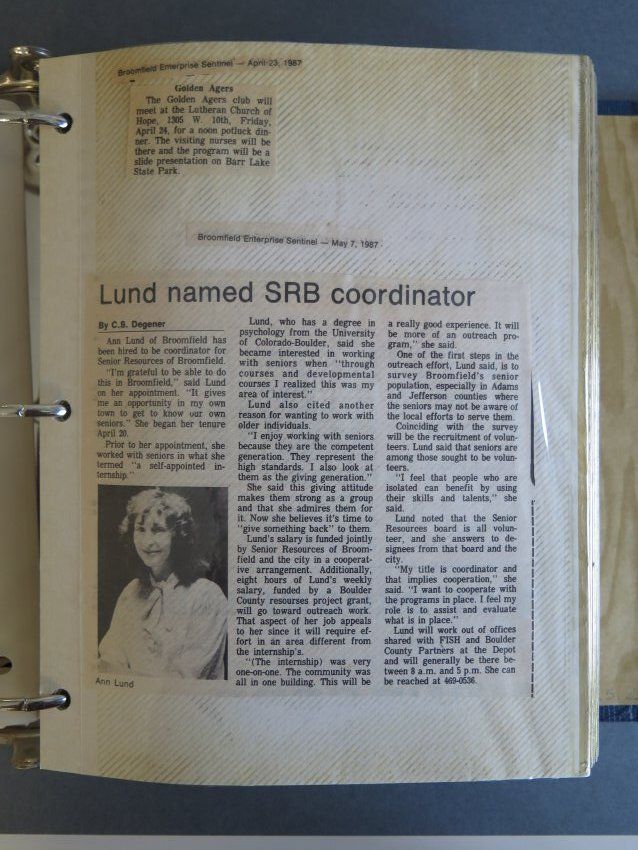 Broomfield Enterprise Sentinel — April 23, 1987
Golden Agers
The Golden Agers club will
meet at the Lutheran Church of
Hope, 1305 W. 10th, Friday,
April 24, for a noon potluck din-
ner. The visiting nurses will be
there and the program will be a
slide presentation on Barr Lake
State Park.
Broomfield Enterprise Sentinel — May 7, 1987
Lund named SRB coordinator
By C.B. Degener
Ann Lund of Broomfield has
been hired to be coordinator for
Senior Resources of Broomfield.
"I'm grateful to be able to do
this in Broomfield," said Lund
on her appointment. "It gives
me an opportunity in my own
town to get to know our own
seniors." She began her tenure
April 20.
Prior to her appointment, she
worked with seniors in what she
termed "a self-appointed in-
ternship."
Ann Lund
Lund, who has a degree in
psychology from the University
of Colorado-Boulder, said she
became interested in working
with seniors when "through
courses and developmental
courses I realized this was my
area of interest."
Lund also cited another
reason for wanting to work with
older individuals.
"I enjoy working with seniors
because they are the competent
generation. They represent the
high standards. I also look at
them as the giving generation."
She said this giving attitude
makes them strong as a group
and that she admires them for
it. Now she believes it's time to
"give something back" to them.
Lund's salary is funded jointly
by Senior Resources of Broom-
field and the city in a cooperat-
ive arrangement. Additionally,
eight hours of Lund's weekly
salary, funded by a Boulder
County resourses project grant,
will go toward outreach work.
That aspect of her job appeals
to her since it will require ef-
fort in an area different from
the internship's.
"(The internship) was very
one-on-one. The community was
all in one building. This will be
a really good experience. It will
be more of an outreach pro-
gram," she said.
One of the first steps in the
outreach effort, Lund said, is to
survey Broomfield's senior
population, especially in Adams
and Jefferson counties where
the seniors may not be aware of
the local efforts to serve them.
Coinciding with the survey
will be the recruitment of volun-
teers. Lund said that seniors are
among those sought to be volun-
teers.
"I feel that people who are
isolated can benefit by using
their skills and talents," she
said.
Lund noted that the Senior
Resources board is all volun-
teer, and she answers to de-
signees from that board and the
city.
"My title is coordinator and
that implies cooperation," she
said. "I want to cooperate with
the programs in place. I feel my
role is to assist and evaluate
what is in place."
Lund will work out of offices
shared with FISH and Boulder
County Partners at the Depot
and will generally be there be-
tween 8 a.m. and 5 p.m. She can
be reached at 469-0536.